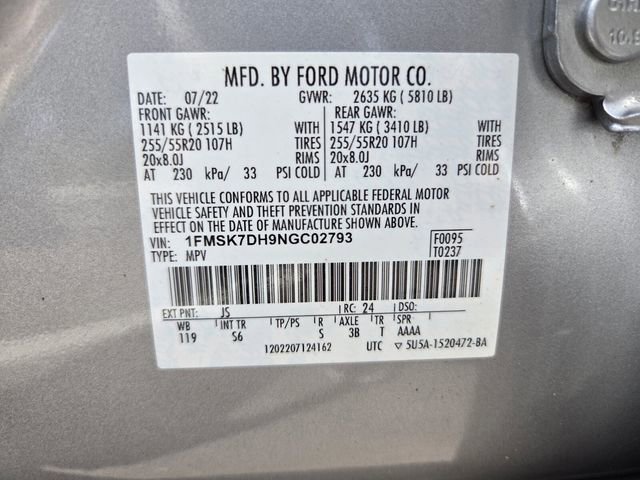 MFD. BY FORD MOTOR CO.
DATE: 07/22 GVWR: 2635 KG ( 5810 LB)
FRONT GAWR: REAR GAWR:
1141 KG ( 2515 LB) 1547 KG ( 3410 LB)
255/55R20 107H TIRES 255/55R20 107H TIRES
20x8.0J RIMS 20x8.0J RIMS
AT 230 kPa/ 33 PSI COLD AT 230 kPa/ 33 PSI COLD
THIS VEHICLE CONFORMS TO ALL APPLICABLE FEDERAL MOTOR
VEHICLE SAFETY AND THEFT PREVENTION STANDARDS IN
EFFECT ON THE DATE OF MANUFACTURE SHOWN ABOVE.
VIN: 1FMSK7DH9NGC02793 F0095
TYPE: MPV T0237
EXT PNT: JS RC: 24 DSO:
WB INT TR TP/PS R AXLE TR SPR
119 S6 S 3B T AAAA
1202207124162 UTC ▽ 5U5A-1520472-BA